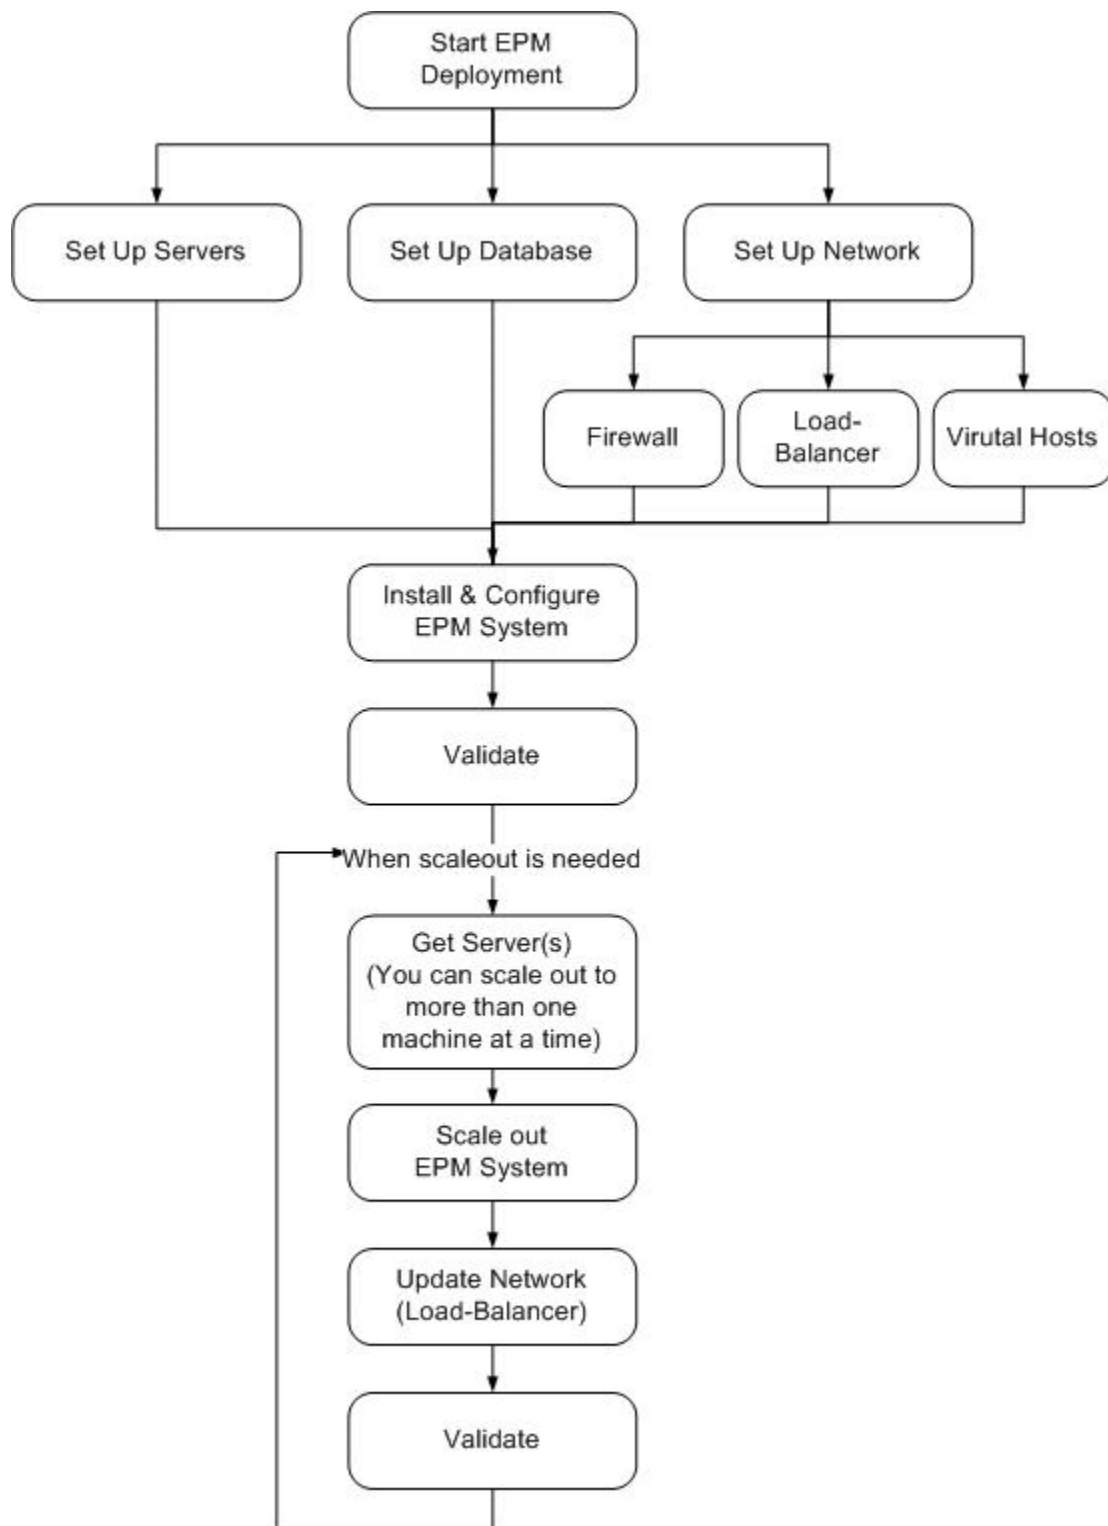 Start EPM
Deployment
Set Up Servers
Set Up Database
Set Up Network
Firewall
Load-
Balancer
Virutal Hosts
Install & Configure
EPM System
Validate
When scaleout is needed
Get Server(s)
(You can scale out to
more than one
machine at a time)
Scale out
EPM System
Update Network
(Load-Balancer)
Validate